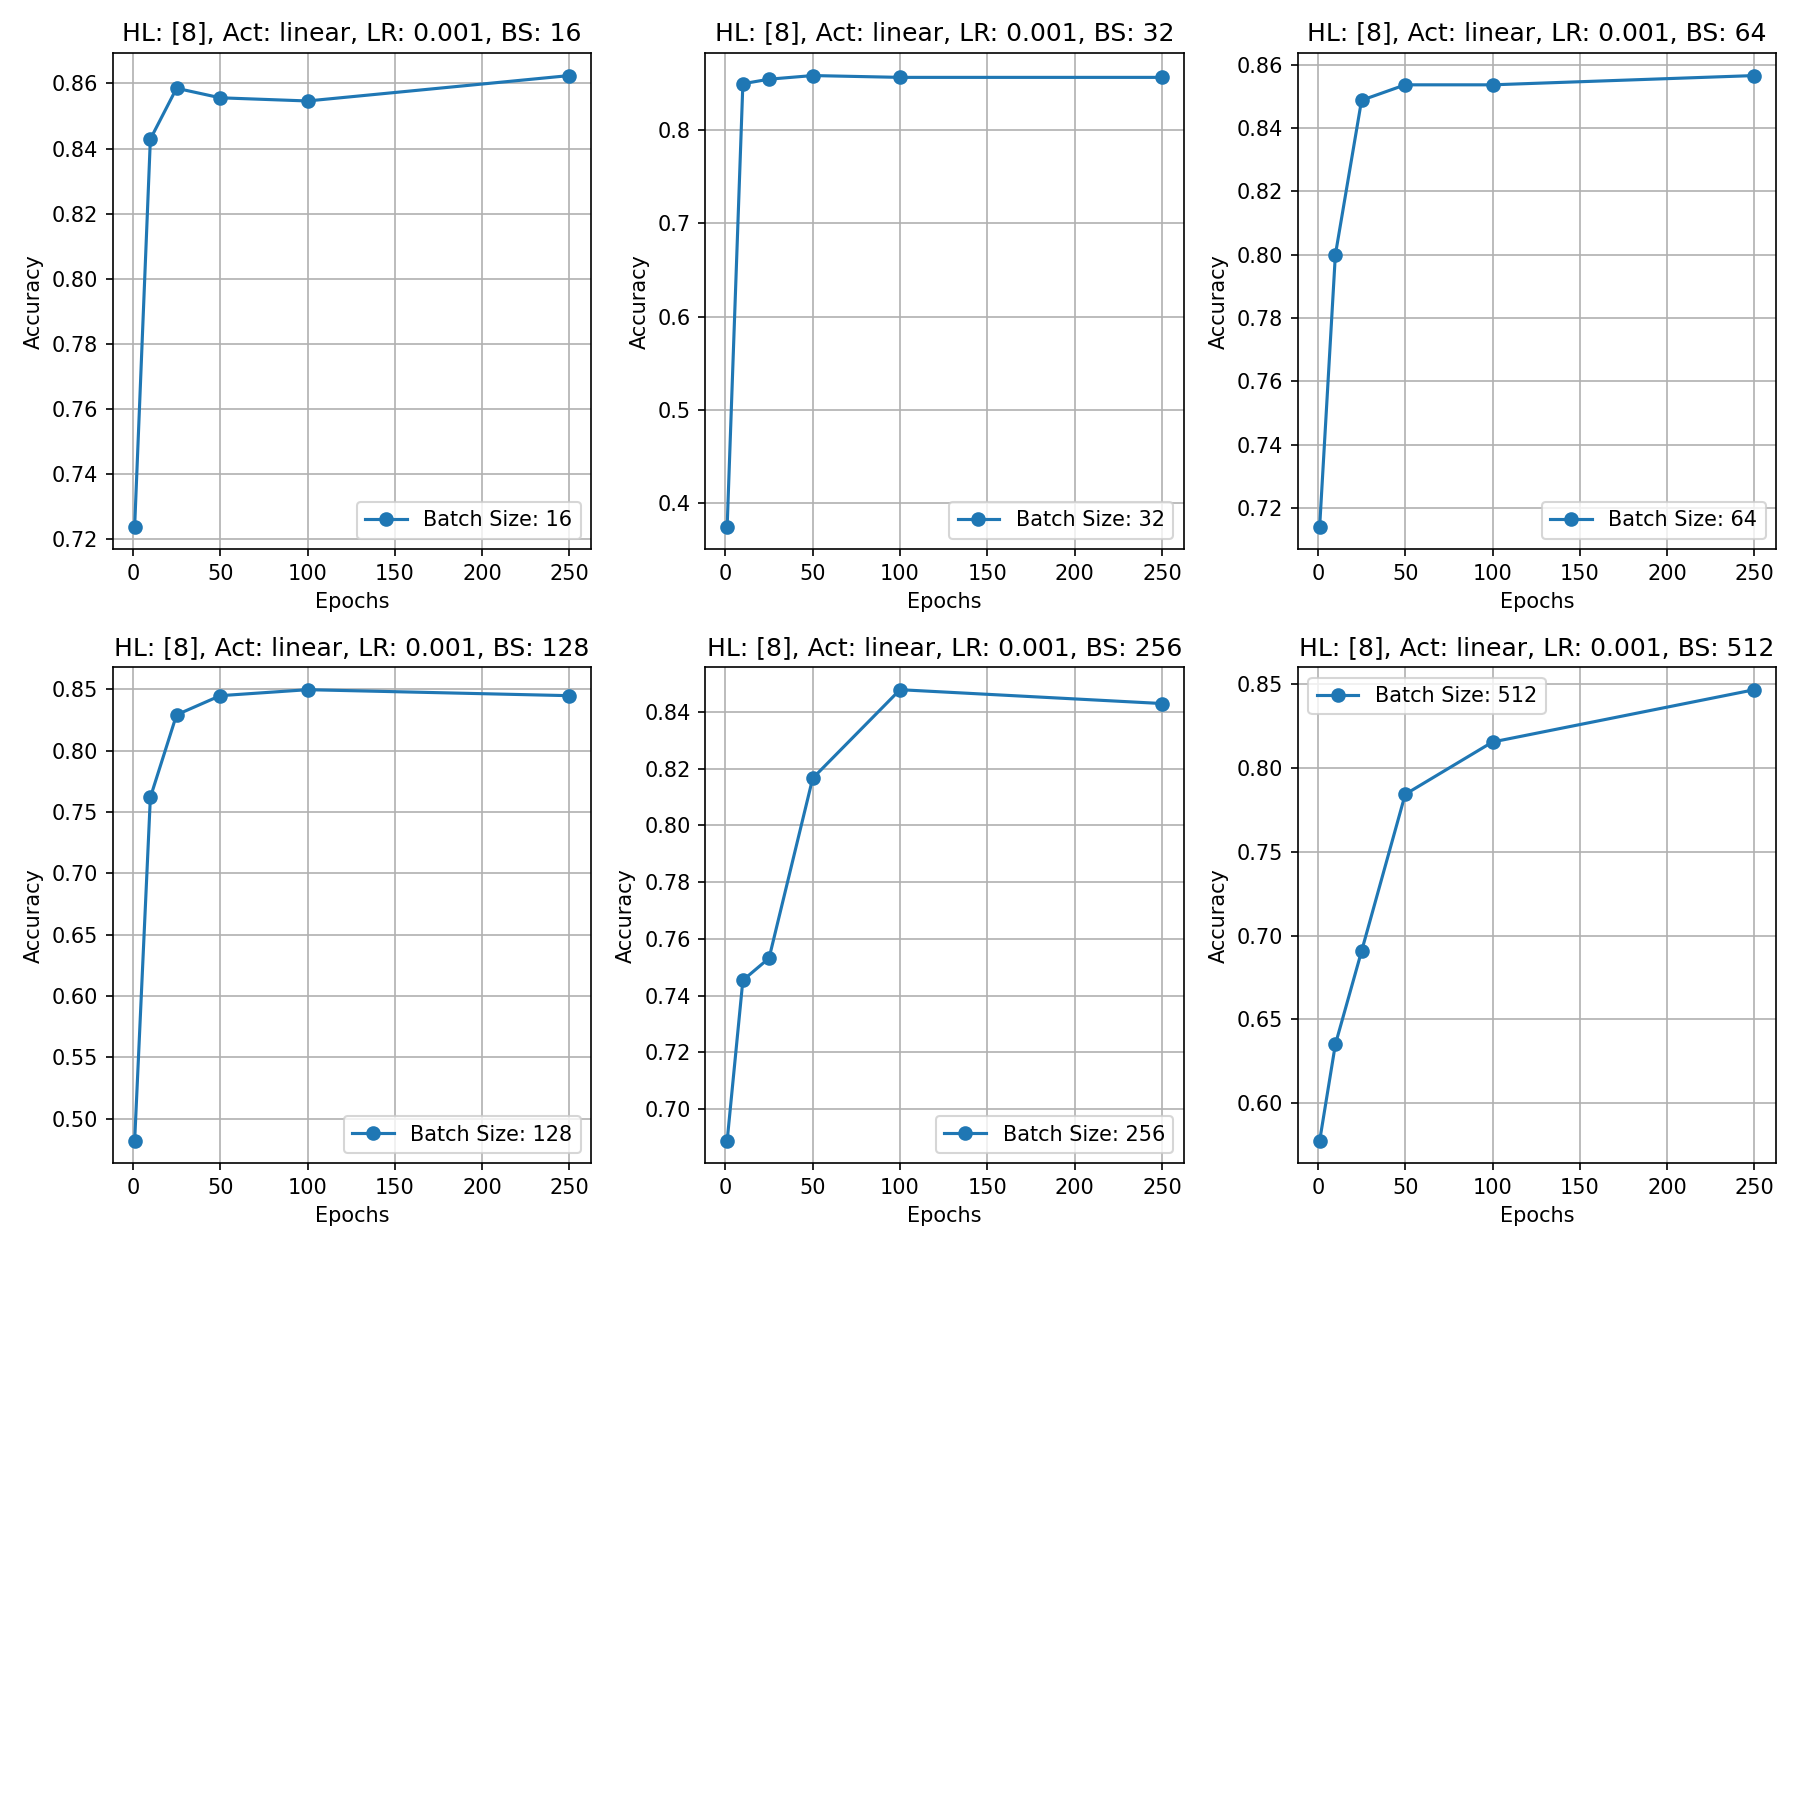 HL: [8], Act: linear, LR: 0.001, BS: 16
0.86
0.84
0.82
0.80
0.78
0.76
0.74
0.72
Accuracy
Batch Size: 16
0 50 100 150 200 250
Epochs
HL: [8], Act: linear, LR: 0.001, BS: 32
0.8
0.7
0.6
0.5
0.4
Accuracy
Batch Size: 32
0 50 100 150 200 250
Epochs
HL: [8], Act: linear, LR: 0.001, BS: 64
0.86
0.84
0.82
0.80
0.78
0.76
0.74
0.72
Accuracy
Batch Size: 64
0 50 100 150 200 250
Epochs
HL: [8], Act: linear, LR: 0.001, BS: 128
0.85
0.80
0.75
0.70
0.65
0.60
0.55
0.50
Accuracy
Batch Size: 128
0 50 100 150 200 250
Epochs
HL: [8], Act: linear, LR: 0.001, BS: 256
0.84
0.82
0.80
0.78
0.76
0.74
0.72
0.70
Accuracy
Batch Size: 256
0 50 100 150 200 250
Epochs
HL: [8], Act: linear, LR: 0.001, BS: 512
Batch Size: 512
0.85
0.80
0.75
0.70
0.65
0.60
Accuracy
0 50 100 150 200 250
Epochs